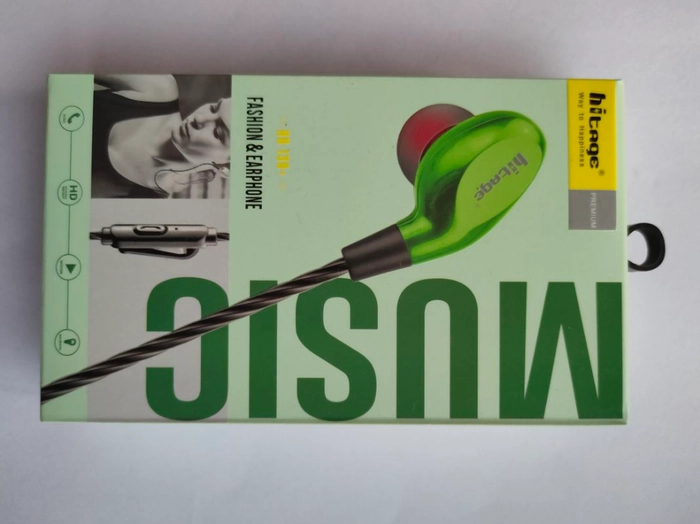 hitage®
Way to Happiness
PREMIUM
hitage
FASHION & EARPHONE
HD
MUSIC